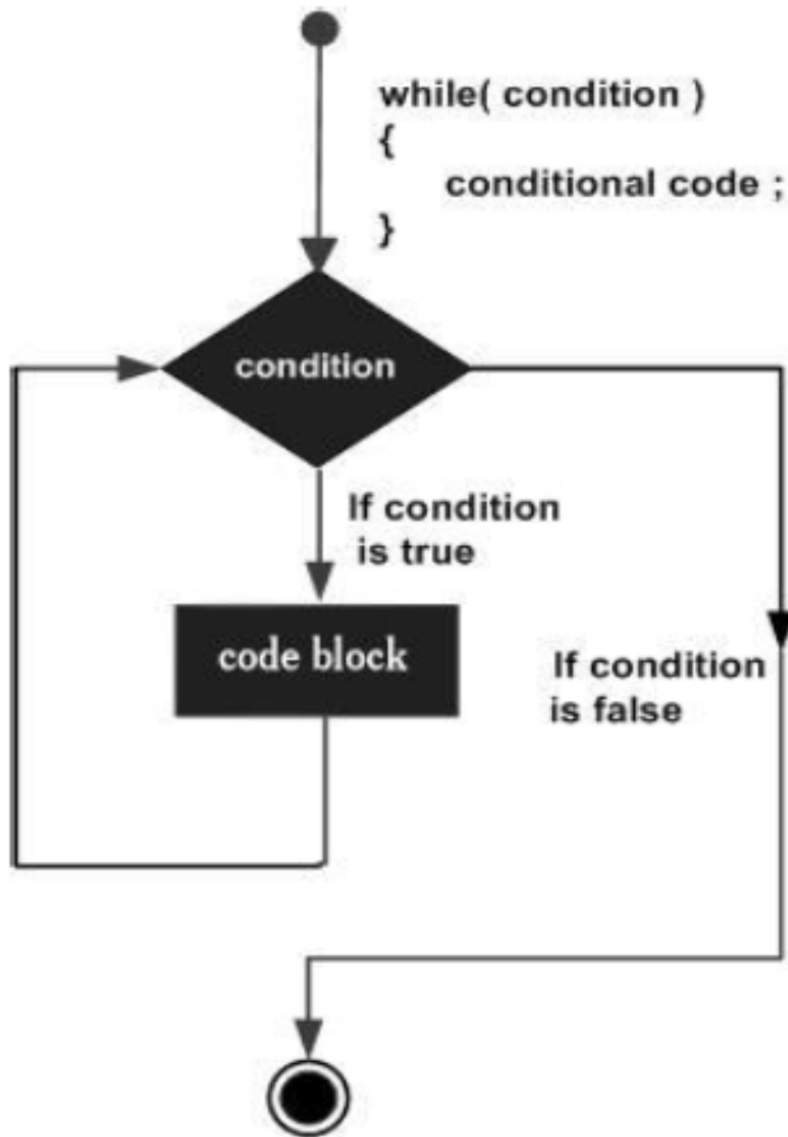 while( condition )
{
conditional code ;
}
condition
If condition
is true
code block
If condition
is false